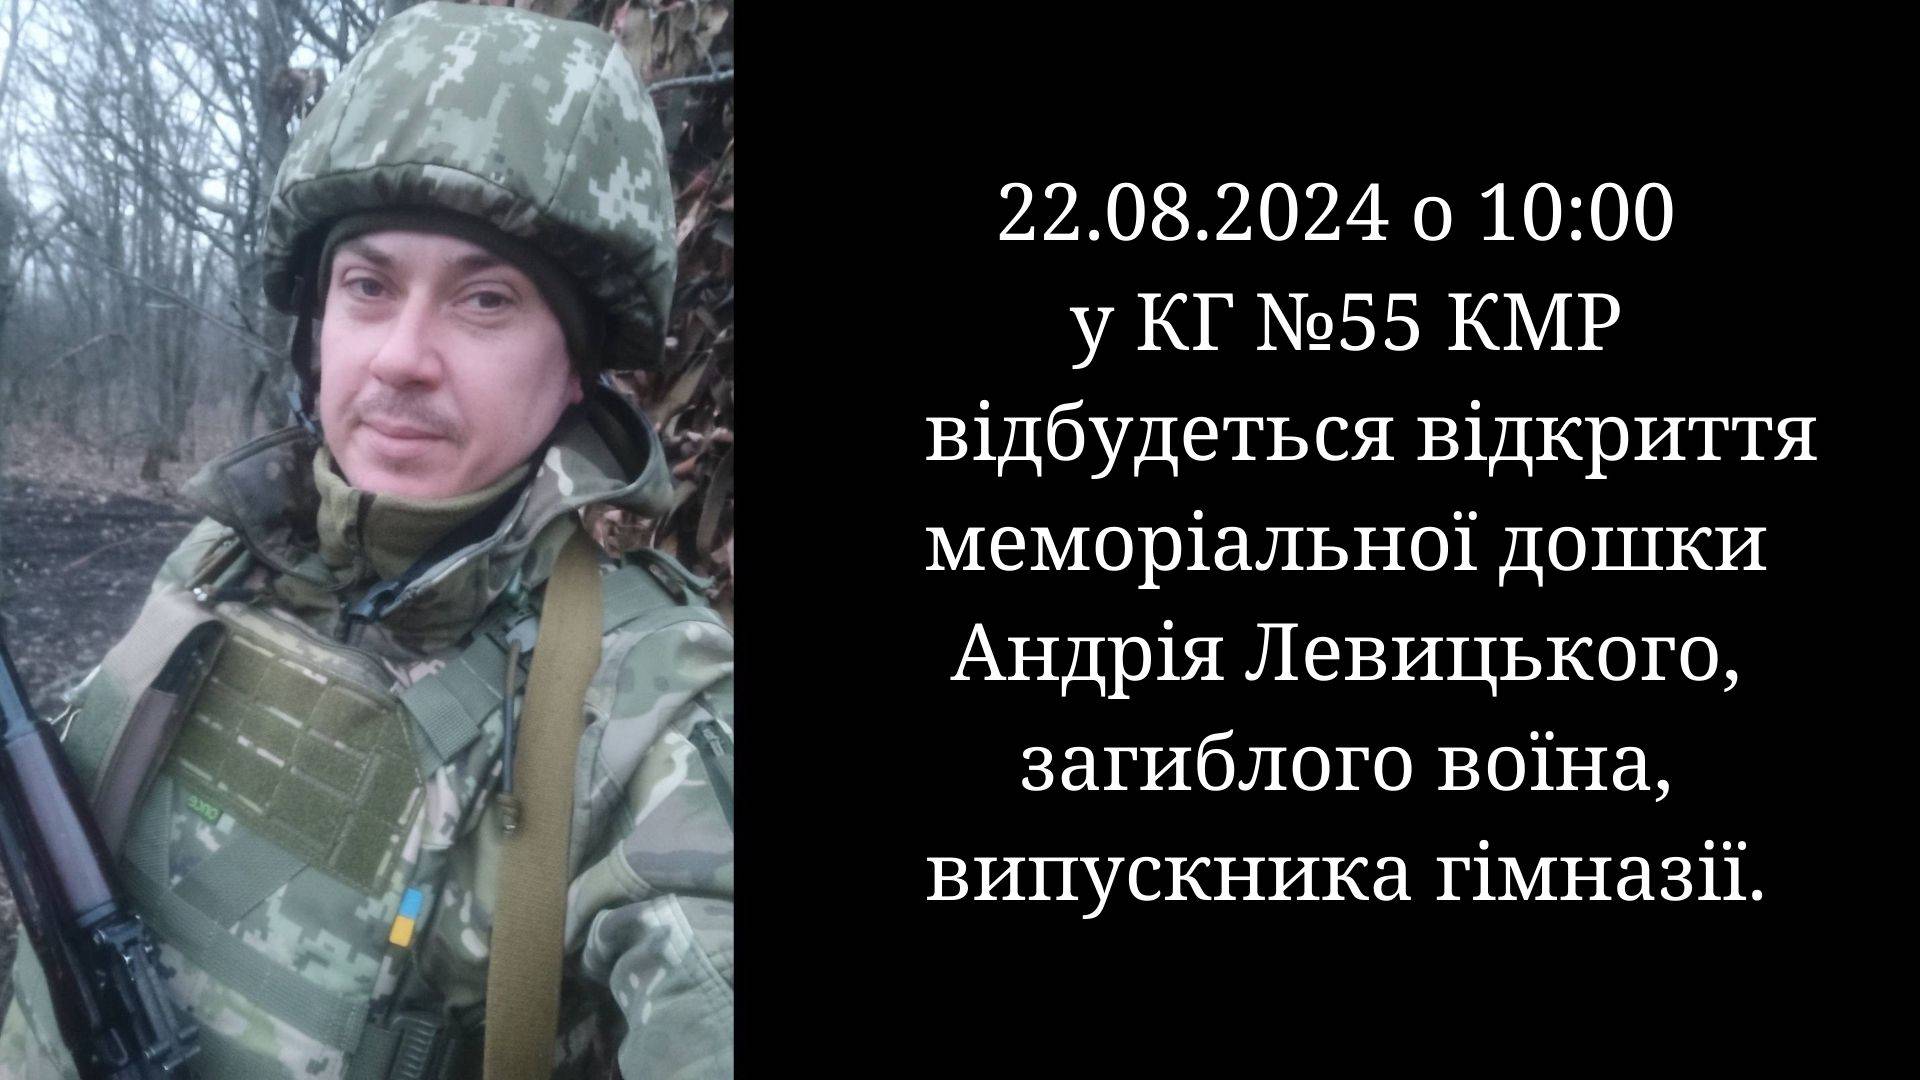 22.08.2024 о 10:00
у КГ №55 КМР
відбудеться відкриття
меморіальної дошки
Андрія Левицького,
загиблого воїна,
випускника гімназії.